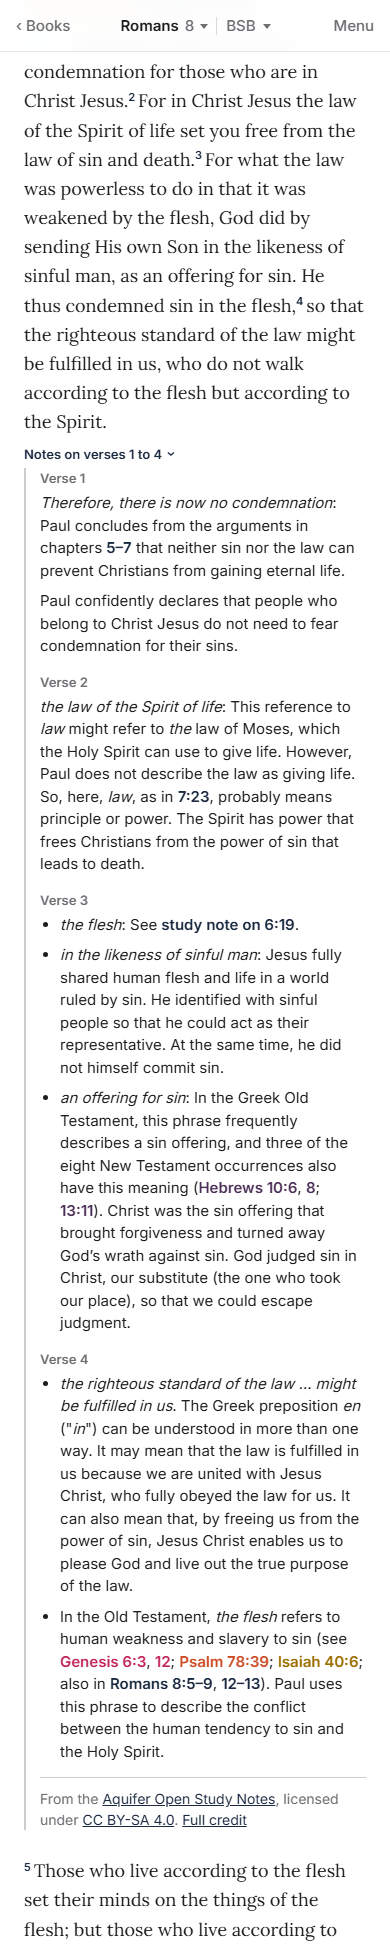 ‹ Books Romans 8 BSB Menu
condemnation for those who are in
Christ Jesus.2 For in Christ Jesus the law
of the Spirit of life set you free from the
law of sin and death.3 For what the law
was powerless to do in that it was
weakened by the flesh, God did by
sending His own Son in the likeness of
sinful man, as an offering for sin. He
thus condemned sin in the flesh,4 so that
the righteous standard of the law might
be fulfilled in us, who do not walk
according to the flesh but according to
the Spirit.
Notes on verses 1 to 4
Verse 1
Therefore, there is now no condemnation:
Paul concludes from the arguments in
chapters 5–7 that neither sin nor the law can
prevent Christians from gaining eternal life.
Paul confidently declares that people who
belong to Christ Jesus do not need to fear
condemnation for their sins.
Verse 2
the law of the Spirit of life: This reference to
law might refer to the law of Moses, which
the Holy Spirit can use to give life. However,
Paul does not describe the law as giving life.
So, here, law, as in 7:23, probably means
principle or power. The Spirit has power that
frees Christians from the power of sin that
leads to death.
Verse 3
• the flesh: See study note on 6:19.
• in the likeness of sinful man: Jesus fully
shared human flesh and life in a world
ruled by sin. He identified with sinful
people so that he could act as their
representative. At the same time, he did
not himself commit sin.
• an offering for sin: In the Greek Old
Testament, this phrase frequently
describes a sin offering, and three of the
eight New Testament occurrences also
have this meaning (Hebrews 10:6, 8;
13:11). Christ was the sin offering that
brought forgiveness and turned away
God’s wrath against sin. God judged sin in
Christ, our substitute (the one who took
our place), so that we could escape
judgment.
Verse 4
• the righteous standard of the law … might
be fulfilled in us. The Greek preposition en
("in") can be understood in more than one
way. It may mean that the law is fulfilled in
us because we are united with Jesus
Christ, who fully obeyed the law for us. It
can also mean that, by freeing us from the
power of sin, Jesus Christ enables us to
please God and live out the true purpose
of the law.
• In the Old Testament, the flesh refers to
human weakness and slavery to sin (see
Genesis 6:3, 12; Psalm 78:39; Isaiah 40:6;
also in Romans 8:5–9, 12–13). Paul uses
this phrase to describe the conflict
between the human tendency to sin and
the Holy Spirit.
From the Aquifer Open Study Notes, licensed
under CC BY-SA 4.0. Full credit
5 Those who live according to the flesh
set their minds on the things of the
flesh; but those who live according to